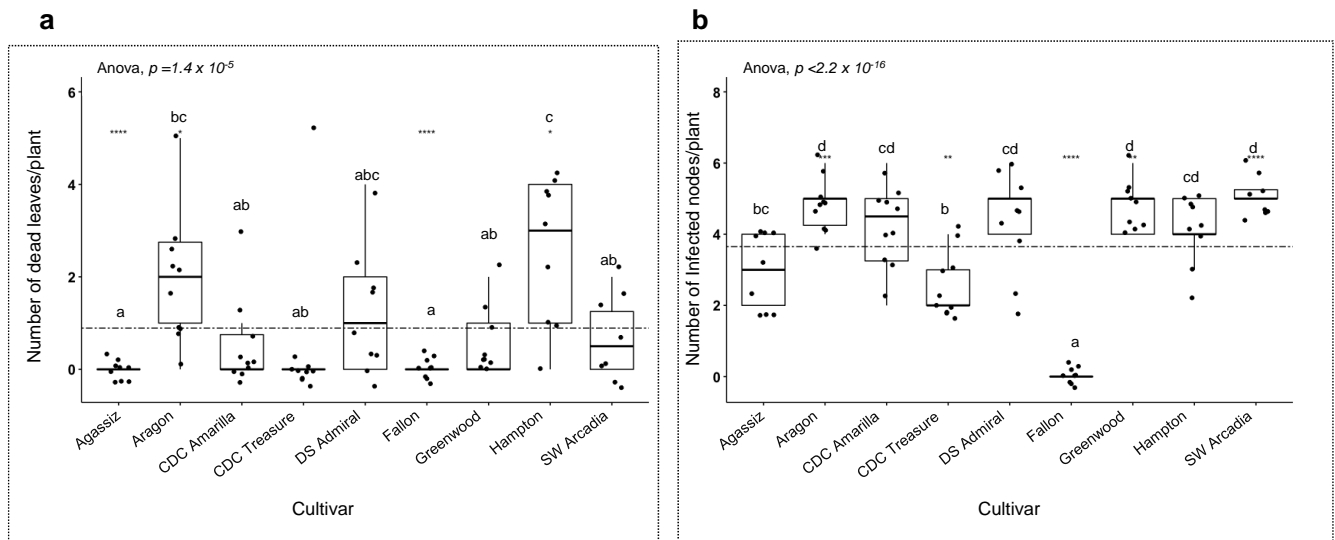 a
Anova, p =1.4 x 10-5
Number of dead leaves/plant
6
4
2
0
**** * **** *
a bc ab ab abc a ab c ab
Agassiz
Aragon
CDC Amarilla
CDC Treasure
DS Admiral
Fallon
Greenwood
Hampton
SW Arcadia
Cultivar
b
Anova, p <2.2 x 10-16
Number of Infected nodes/plant
8
6
4
2
0
bc d cd b cd a d cd d
*** ** **** ** ****
Agassiz
Aragon
CDC Amarilla
CDC Treasure
DS Admiral
Fallon
Greenwood
Hampton
SW Arcadia
Cultivar